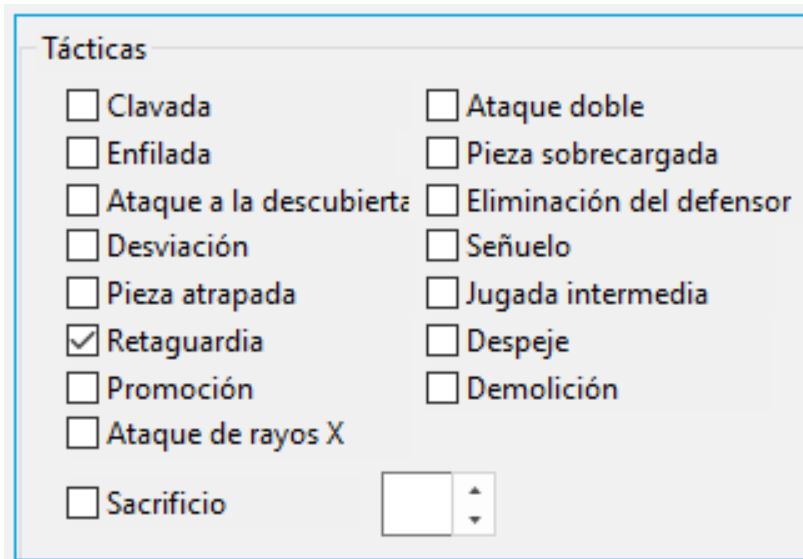 Tácticas
Clavada
Ataque doble
Enfilada
Pieza sobrecargada
Ataque a la descubierta
Eliminación del defensor
Desviación
Señuelo
Pieza atrapada
Jugada intermedia
Retaguardia
Despeje
Promoción
Demolición
Ataque de rayos X
Sacrificio